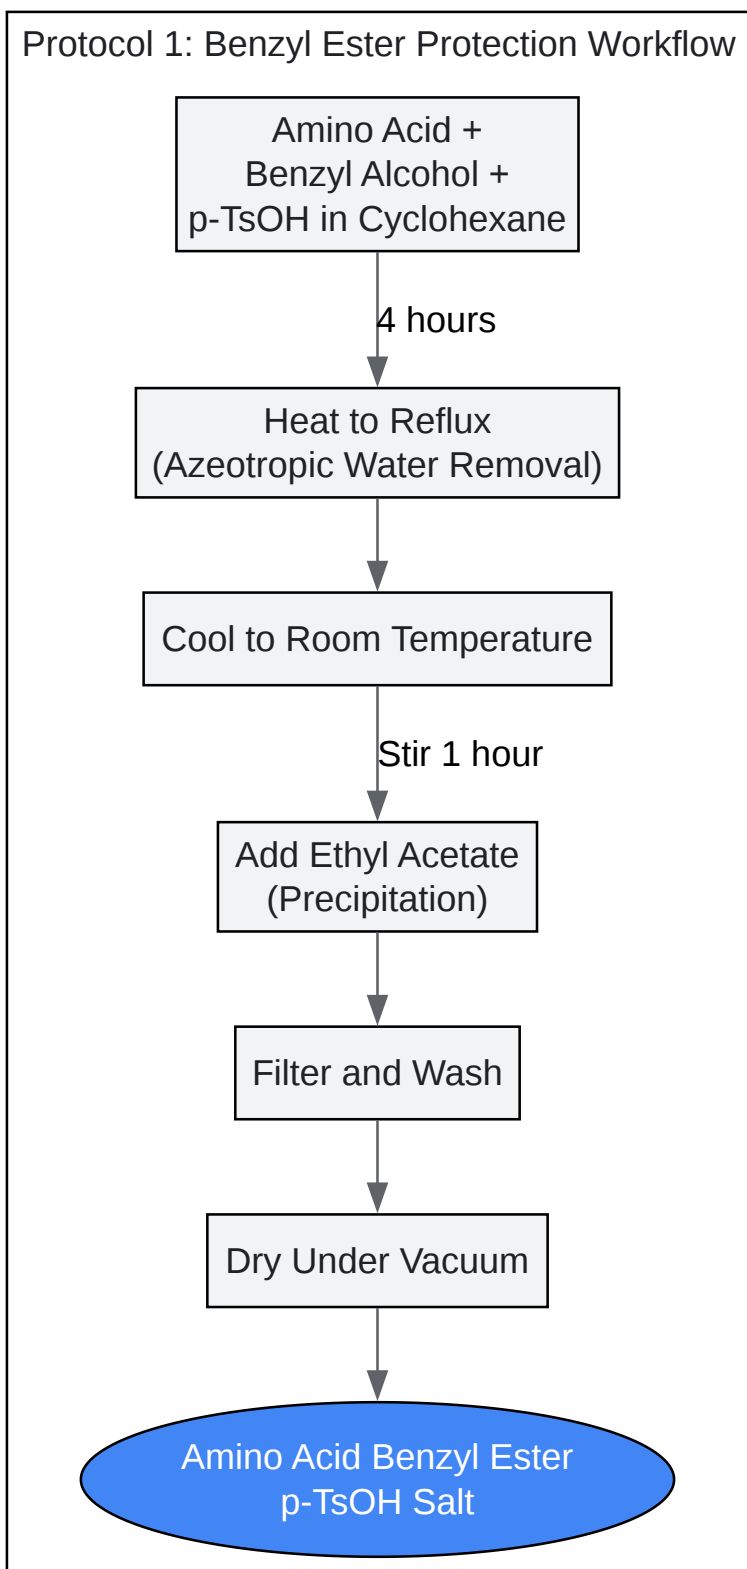 Protocol 1: Benzyl Ester Protection Workflow
Amino Acid +
Benzyl Alcohol +
p-TsOH in Cyclohexane
4 hours
Heat to Reflux
(Azeotropic Water Removal)
Cool to Room Temperature
Stir 1 hour
Add Ethyl Acetate
(Precipitation)
Filter and Wash
Dry Under Vacuum
Amino Acid Benzyl Ester
p-TsOH Salt